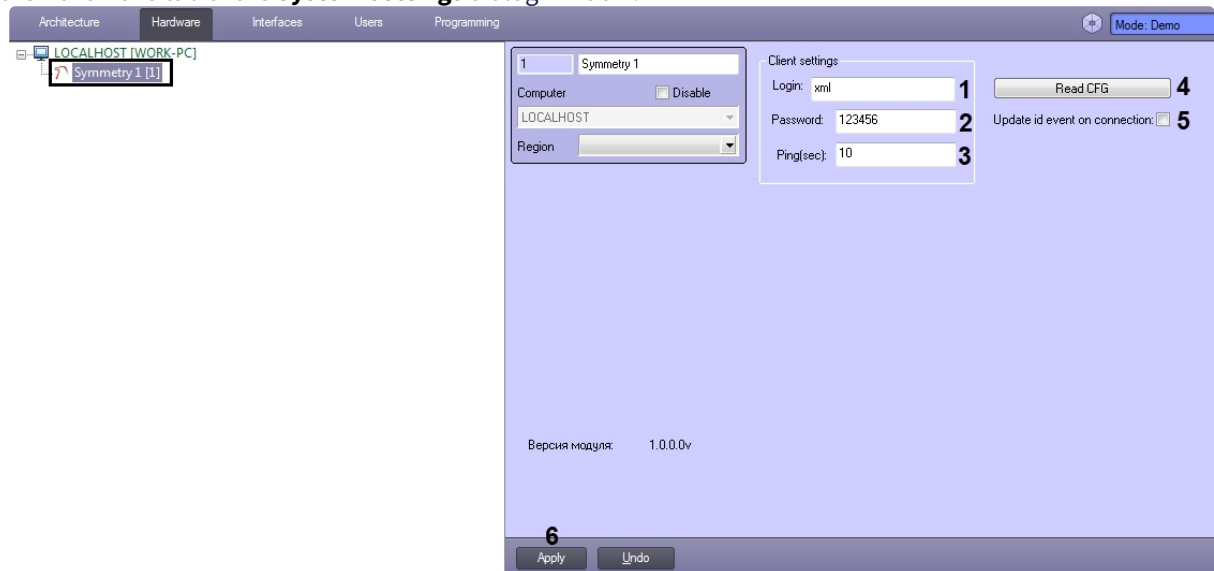 Architecture Hardware Interfaces Users Programming Mode: Demo
LOCALHOST [WORK-PC]
Symmetry 1 [1]
1 Symmetry 1
Computer Disable
LOCALHOST
Region
Client settings
Login: xml 1
Password: 123456 2
Ping(sec): 10 3
Read CFG 4
Update id event on connection: 5
Версия модуля: 1.0.0.0v
6
Apply Undo